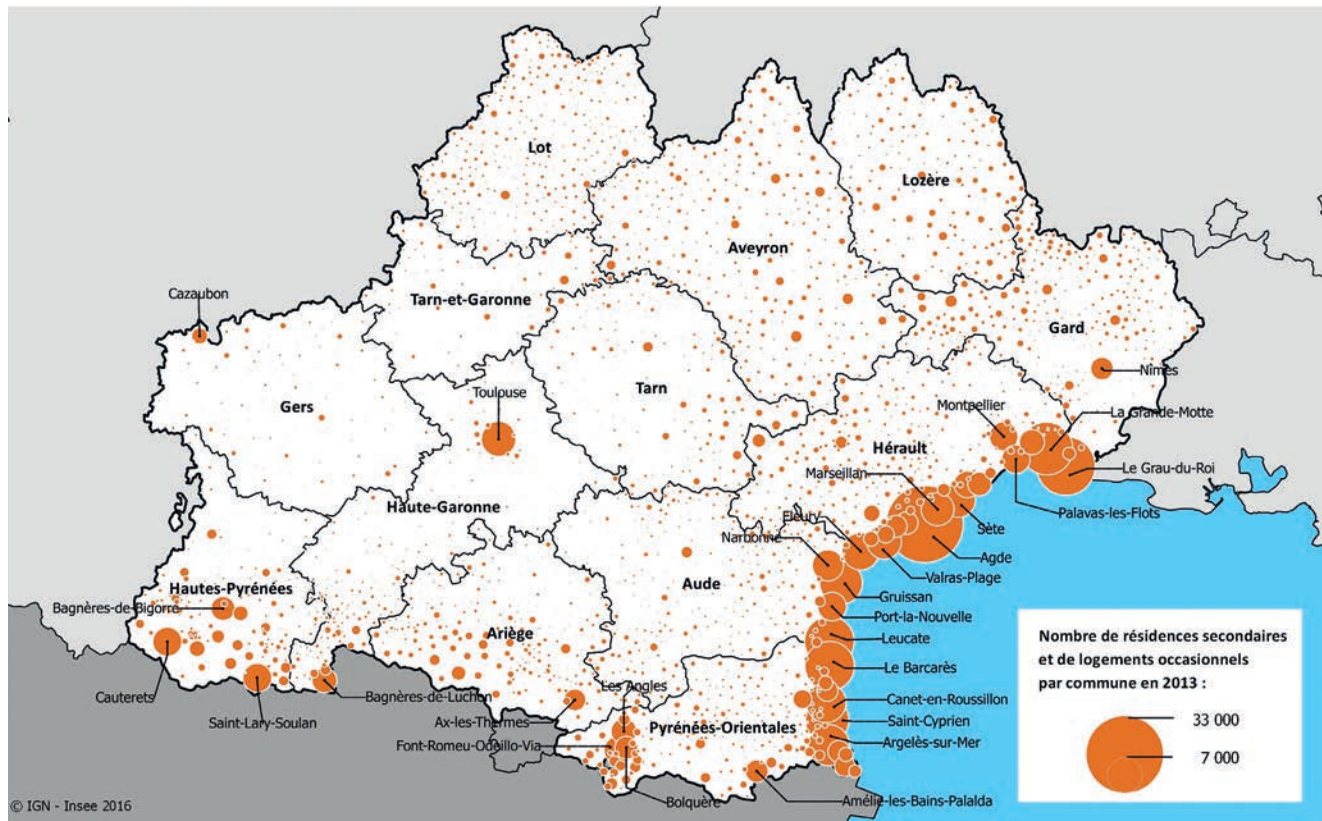 Lot
Lozère
Aveyron
Cazaubon
Tarn-et-Garonne
Gard
Nîmes
Gers
Toulouse
Tarn
Montpellier
La Grande-Motte
Hérault
Le Grau-du-Roi
Marseillan
Haute-Garonne
Palavas-les-Flots
Fleury
Sète
Narbonne
Agde
Valras-Plage
Aude
Hautes-Pyrénées
Gruissan
Bagnères-de-Bigorre
Port-la-Nouvelle
Ariège
Leucate
Le Barcarès
Les Angles
Cauterets
Bagnères-de-Luchon
Canet-en-Roussillon
Saint-Lary-Soulan
Ax-les-Thermes
Pyrénées-Orientales
Saint-Cyprien
Font-Romeu-Odeillo-Via
Argelès-sur-Mer
Bolquère
Amélie-les-Bains-Palalda
Nombre de résidences secondaires
et de logements occasionnels
par commune en 2013 :
33 000
7 000
© IGN - Insee 2016